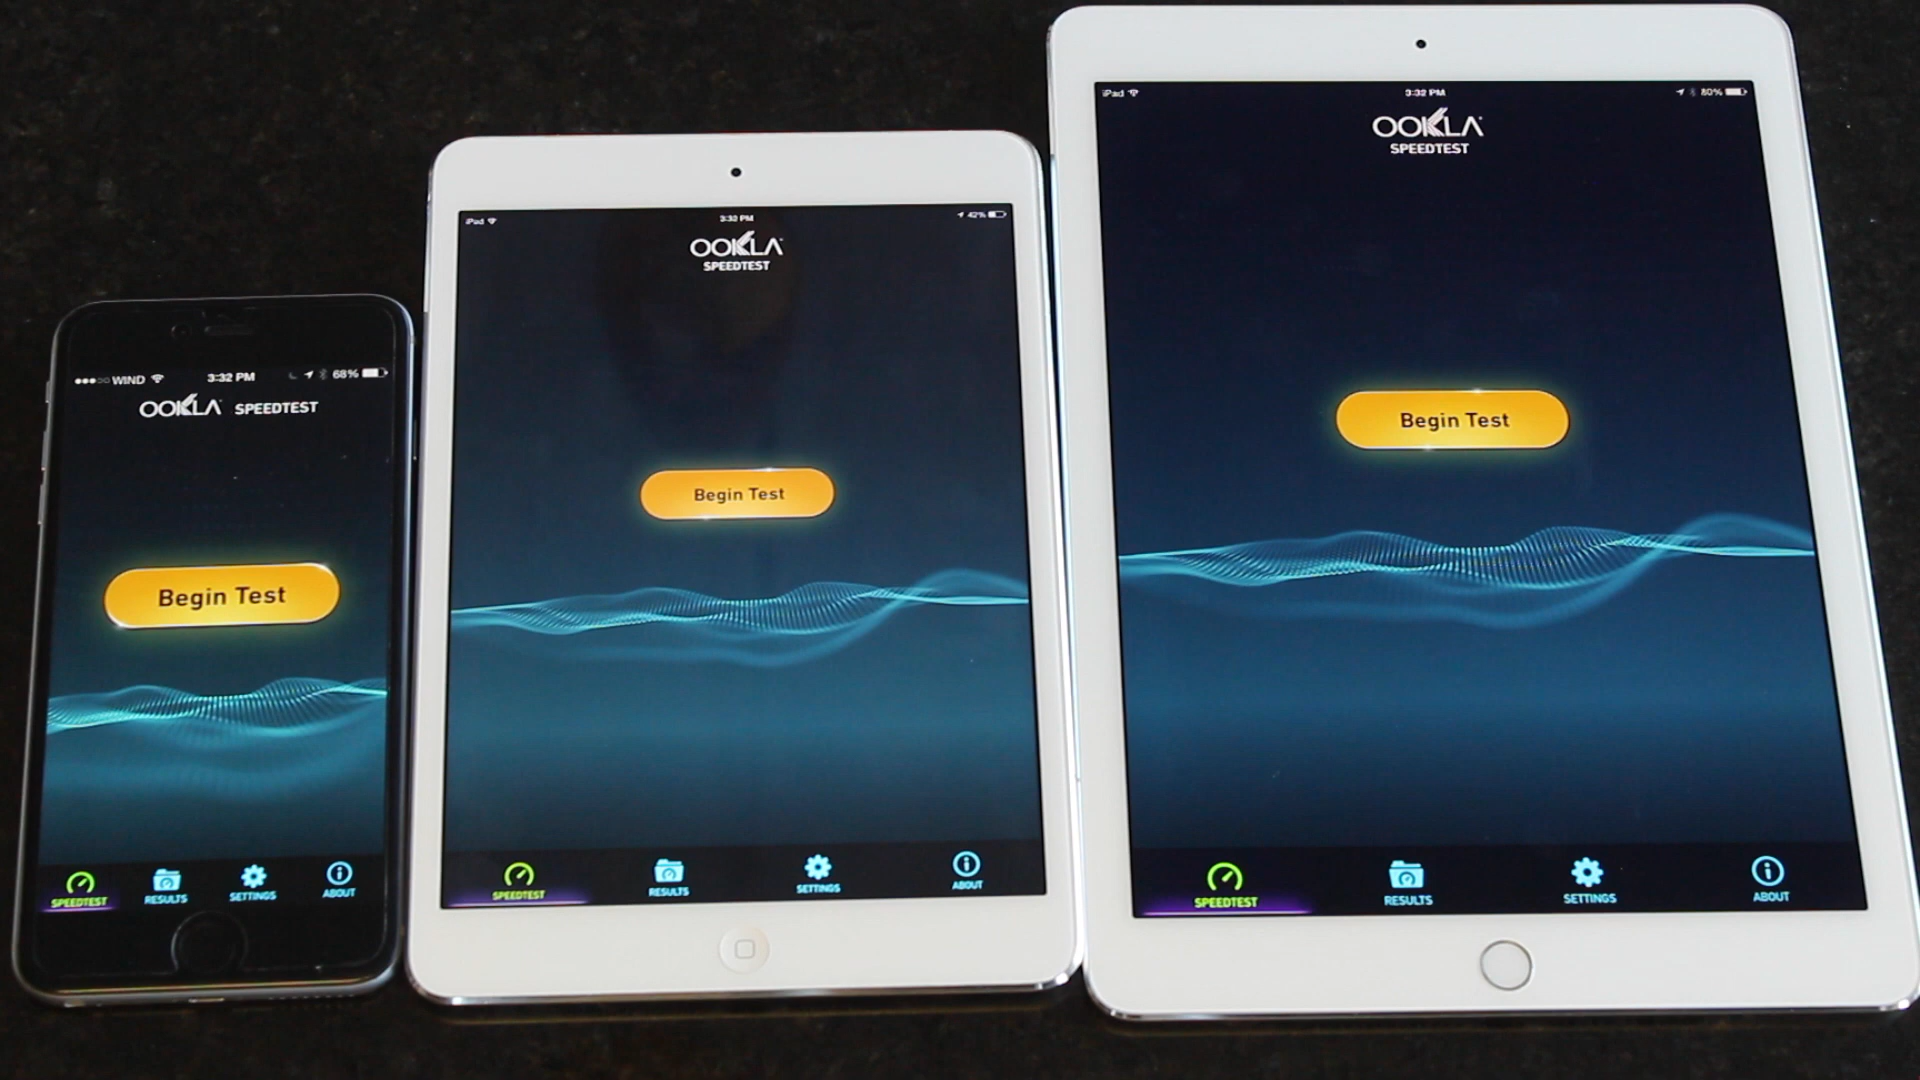 WIND 3:32 PM 68%
OOKLA SPEEDTEST
Begin Test
SPEEDTEST RESULTS SETTINGS ABOUT
iPad 3:32 PM 42%
OOKLA
SPEEDTEST
Begin Test
SPEEDTEST RESULTS SETTINGS ABOUT
iPad 3:32 PM 80%
OOKLA
SPEEDTEST
Begin Test
SPEEDTEST RESULTS SETTINGS ABOUT